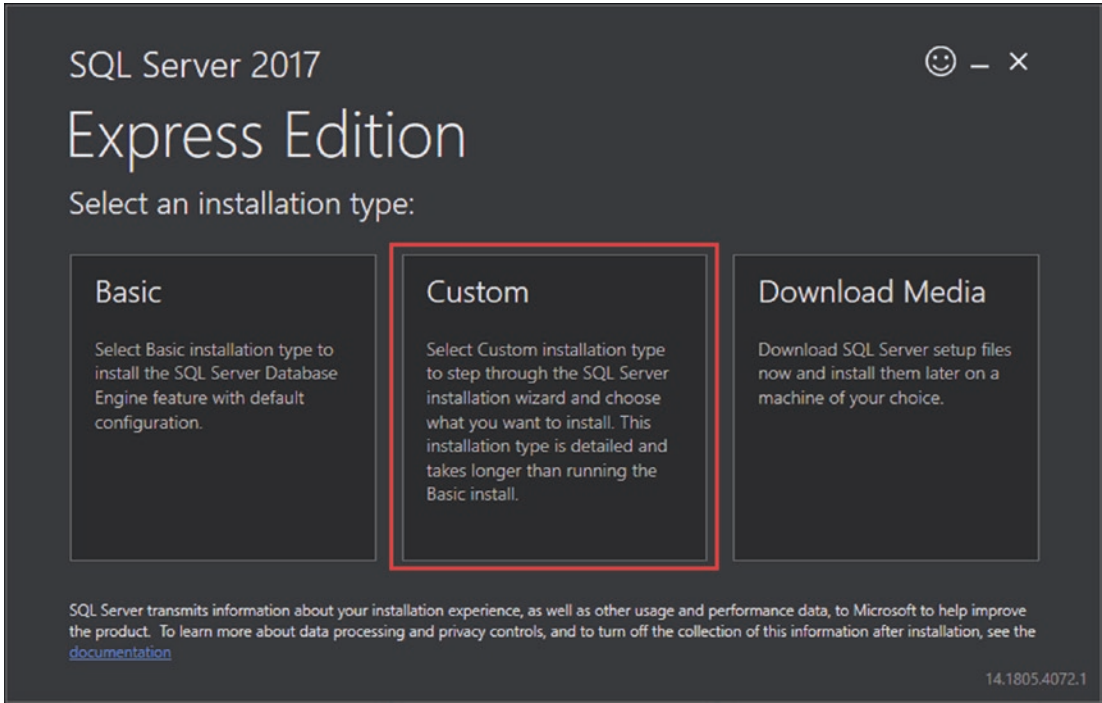 SQL Server 2017
Express Edition
Select an installation type:
Basic
Select Basic installation type to
install the SQL Server Database
Engine feature with default
configuration.
Custom
Select Custom installation type
to step through the SQL Server
installation wizard and choose
what you want to install. This
installation type is detailed and
takes longer than running the
Basic install.
Download Media
Download SQL Server setup files
now and install them later on a
machine of your choice.
SQL Server transmits information about your installation experience, as well as other usage and performance data, to Microsoft to help improve
the product.  To learn more about data processing and privacy controls, and to turn off the collection of this information after installation, see the
documentation
14.1805.4072.1